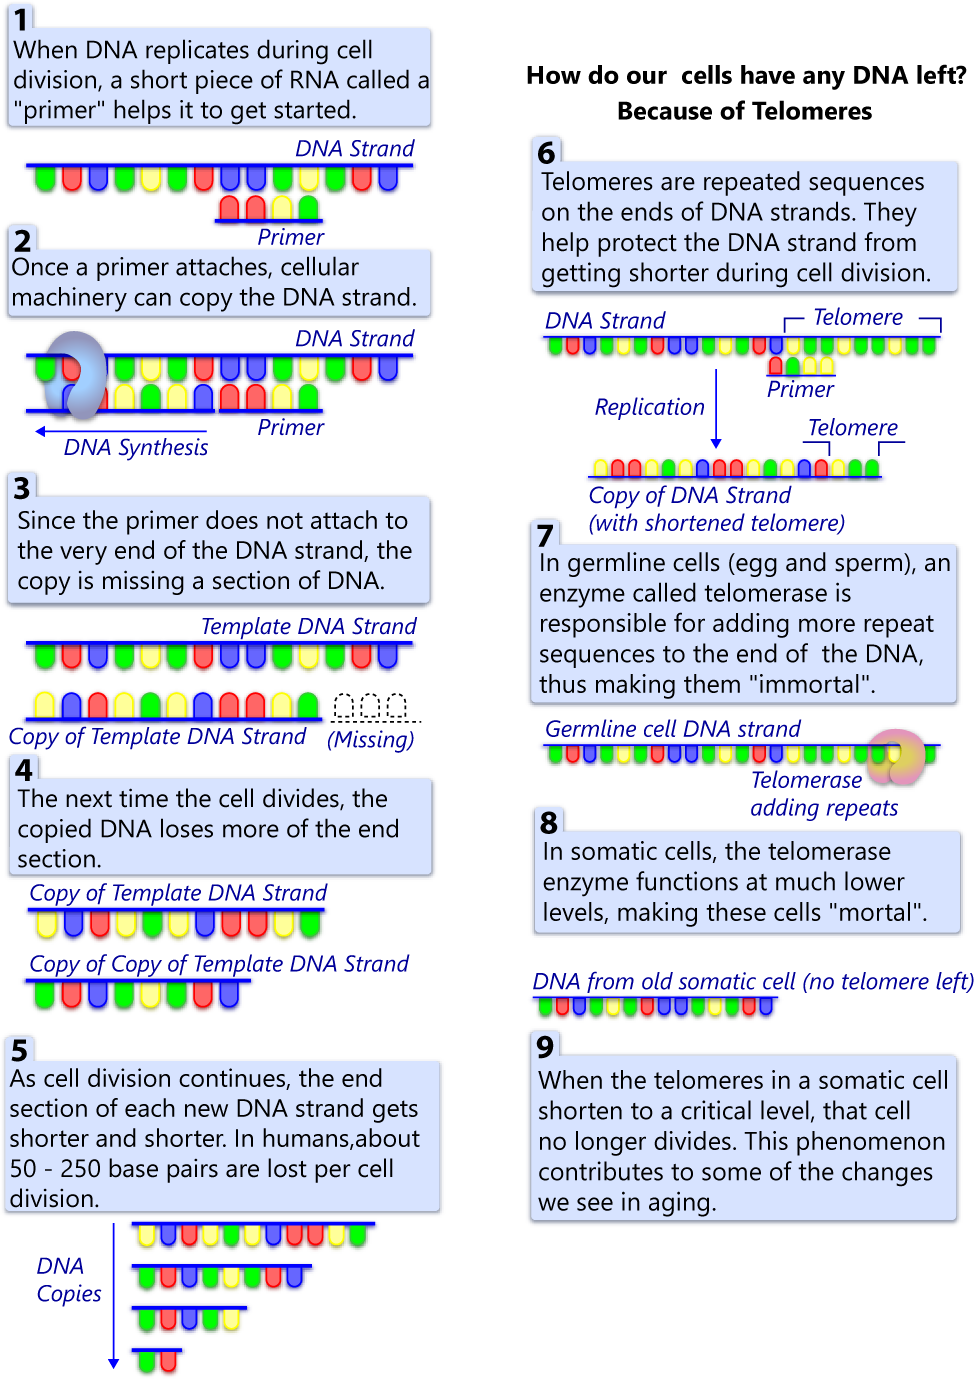 1
When DNA replicates during cell
division, a short piece of RNA called a
"primer" helps it to get started.
DNA Strand
Primer
2
Once a primer attaches, cellular
machinery can copy the DNA strand.
DNA Strand
Primer
DNA Synthesis
3
Since the primer does not attach to
the very end of the DNA strand, the
copy is missing a section of DNA.
Template DNA Strand
Copy of Template DNA Strand
(Missing)
4
The next time the cell divides, the
copied DNA loses more of the end
section.
Copy of Template DNA Strand
Copy of Copy of Template DNA Strand
5
As cell division continues, the end
section of each new DNA strand gets
shorter and shorter. In humans,about
50 - 250 base pairs are lost per cell
division.
DNA
Copies
How do our cells have any DNA left?
Because of Telomeres
6
Telomeres are repeated sequences
on the ends of DNA strands. They
help protect the DNA strand from
getting shorter during cell division.
DNA Strand
Telomere
Primer
Replication
Telomere
Copy of DNA Strand
(with shortened telomere)
7
In germline cells (egg and sperm), an
enzyme called telomerase is
responsible for adding more repeat
sequences to the end of the DNA,
thus making them "immortal".
Germline cell DNA strand
Telomerase
adding repeats
8
In somatic cells, the telomerase
enzyme functions at much lower
levels, making these cells "mortal".
DNA from old somatic cell (no telomere left)
9
When the telomeres in a somatic cell
shorten to a critical level, that cell
no longer divides. This phenomenon
contributes to some of the changes
we see in aging.